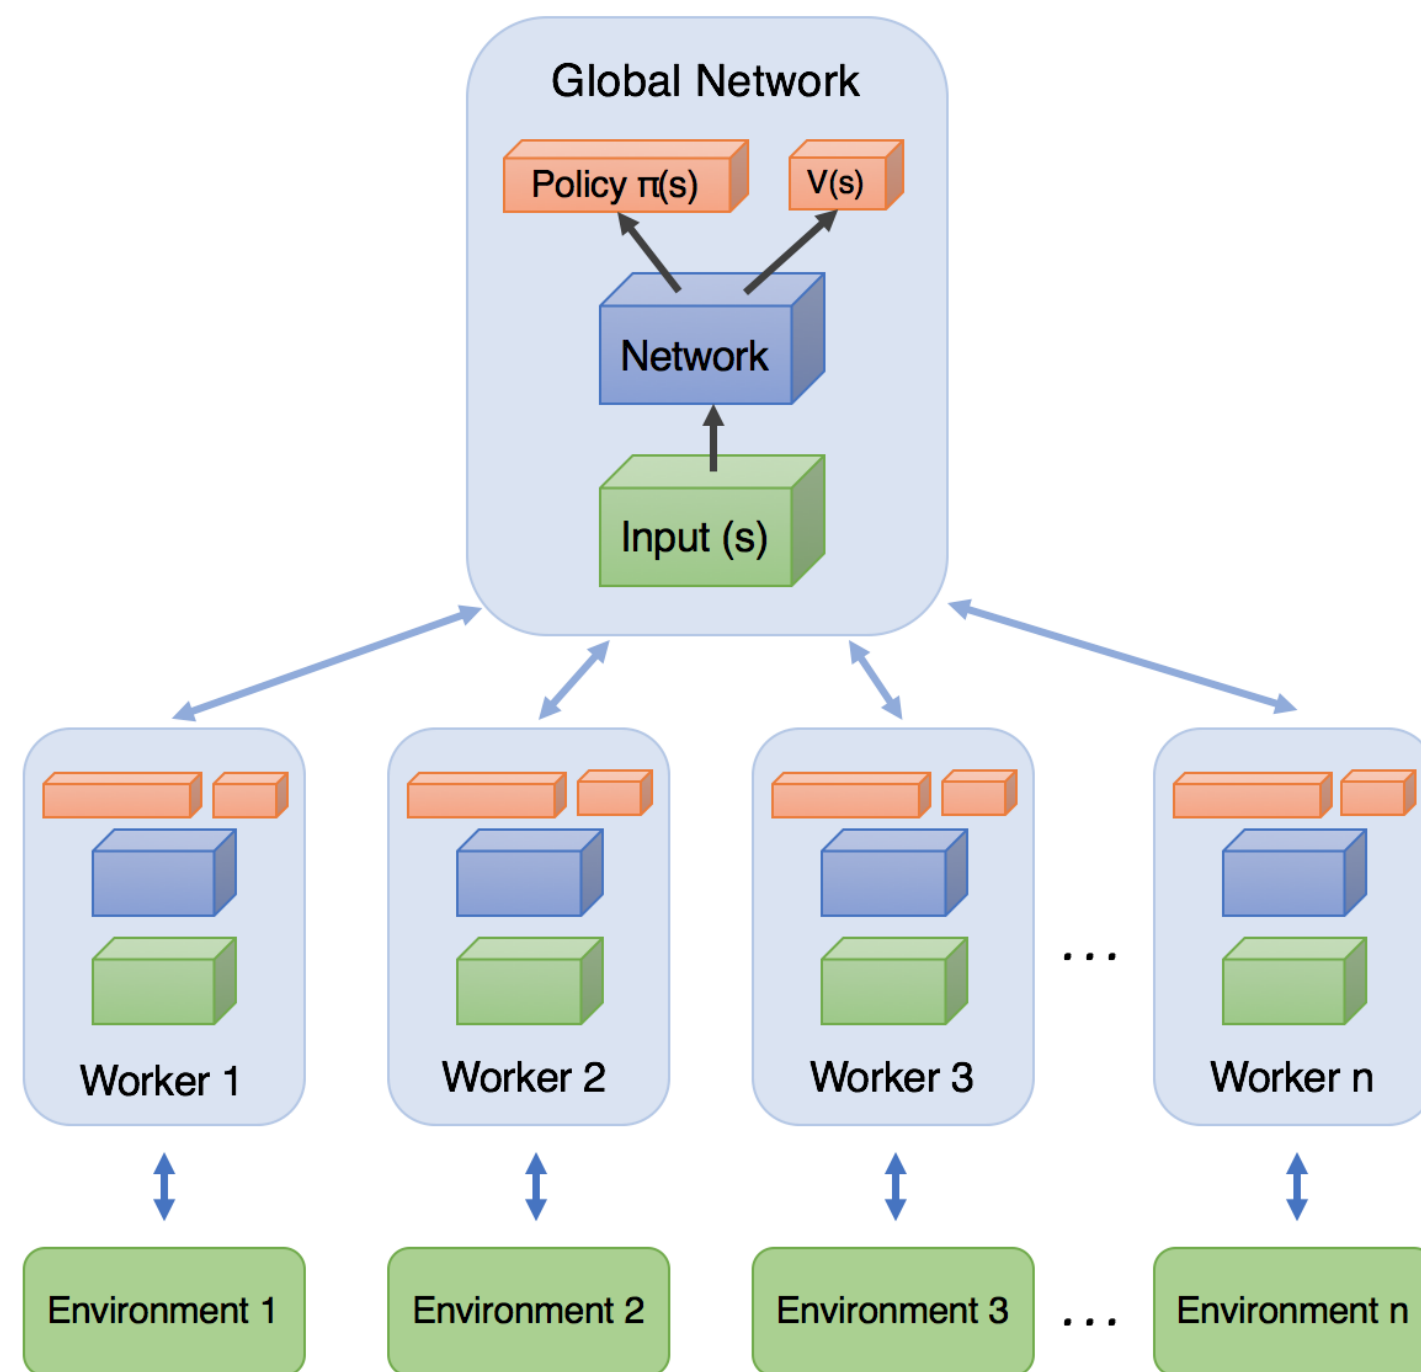 Global Network
Policy π(s)
V(s)
Network
Input (s)
Worker 1
Worker 2
Worker 3
...
Worker n
Environment 1
Environment 2
Environment 3
...
Environment n